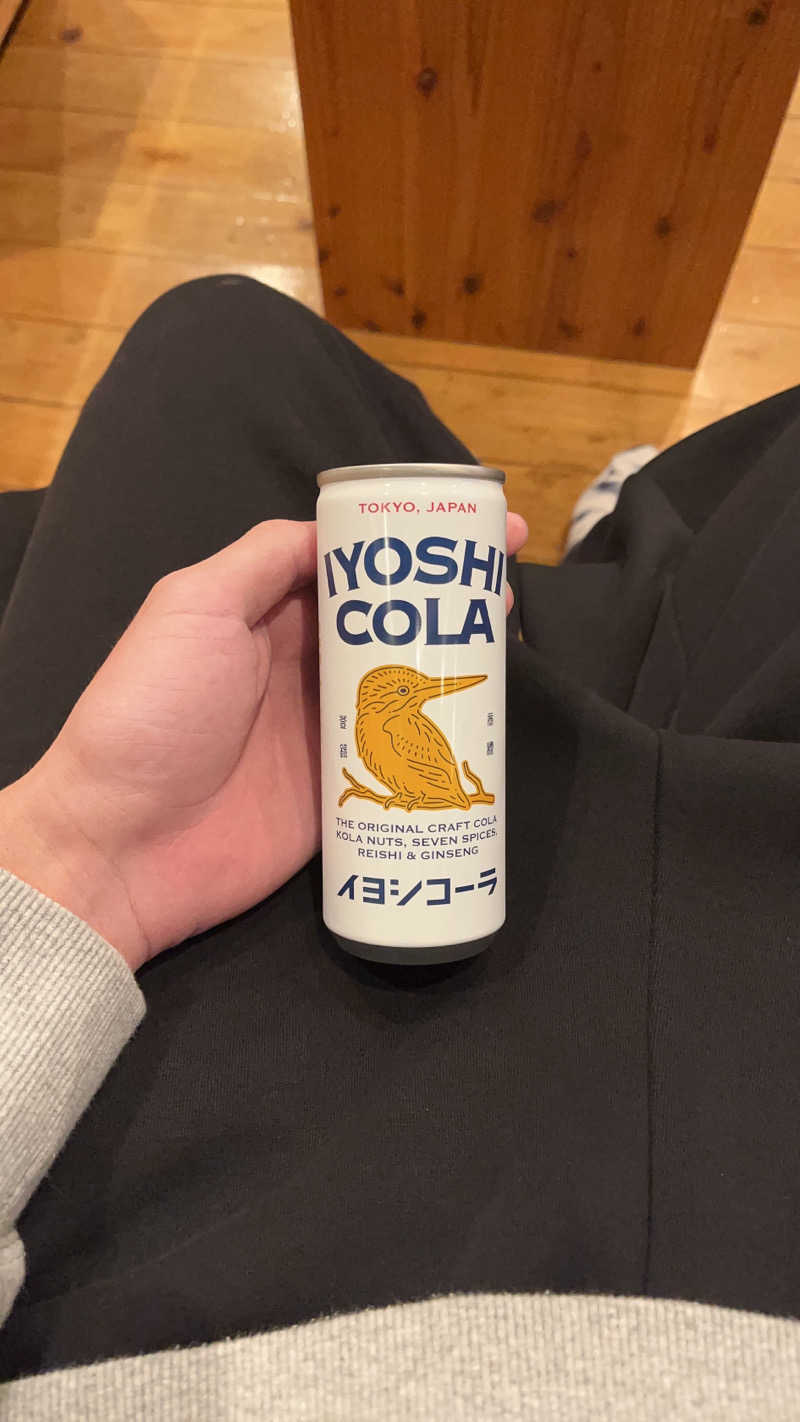 TOKYO, JAPAN
IYOSHI
COLA
THE ORIGINAL CRAFT COLA
KOLA NUTS, SEVEN SPICES,
REISHI & GINSENG
イヨシコーラ